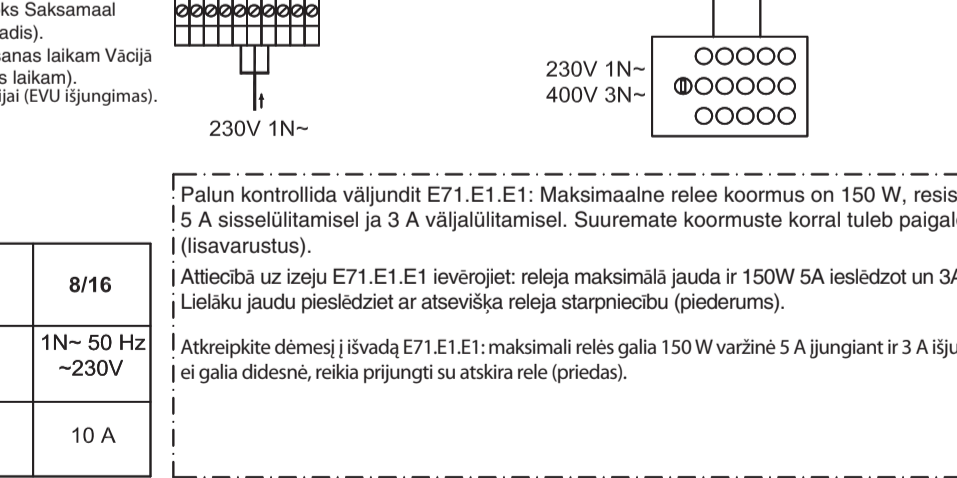 ks Saksamaal
adis).
anas laikam Vācijā
s laikam).
ijai (EVU išjungimas).
230V 1N~
230V 1N~
400V 3N~
8/16
1N~ 50 Hz
~230V
10 A
Palun kontrollida väljundit E71.E1.E1: Maksimaalne relee koormus on 150 W, resis
5 A sisselülitamisel ja 3 A väljalülitamisel. Suuremate koormuste korral tuleb paigal
(lisavarustus).
Attiecībā uz izeju E71.E1.E1 ievērojiet: releja maksimālā jauda ir 150W 5A ieslēdzot un 3A
Lielāku jaudu pieslēdziet ar atsevišķa releja starpniecību (piederums).
Atkreipkite dėmesį į išvadą E71.E1.E1: maksimali relės galia 150 W varžinė 5 A įjungiant ir 3 A išju
ei galia didesnė, reikia prijungti su atskira rele (priedas).